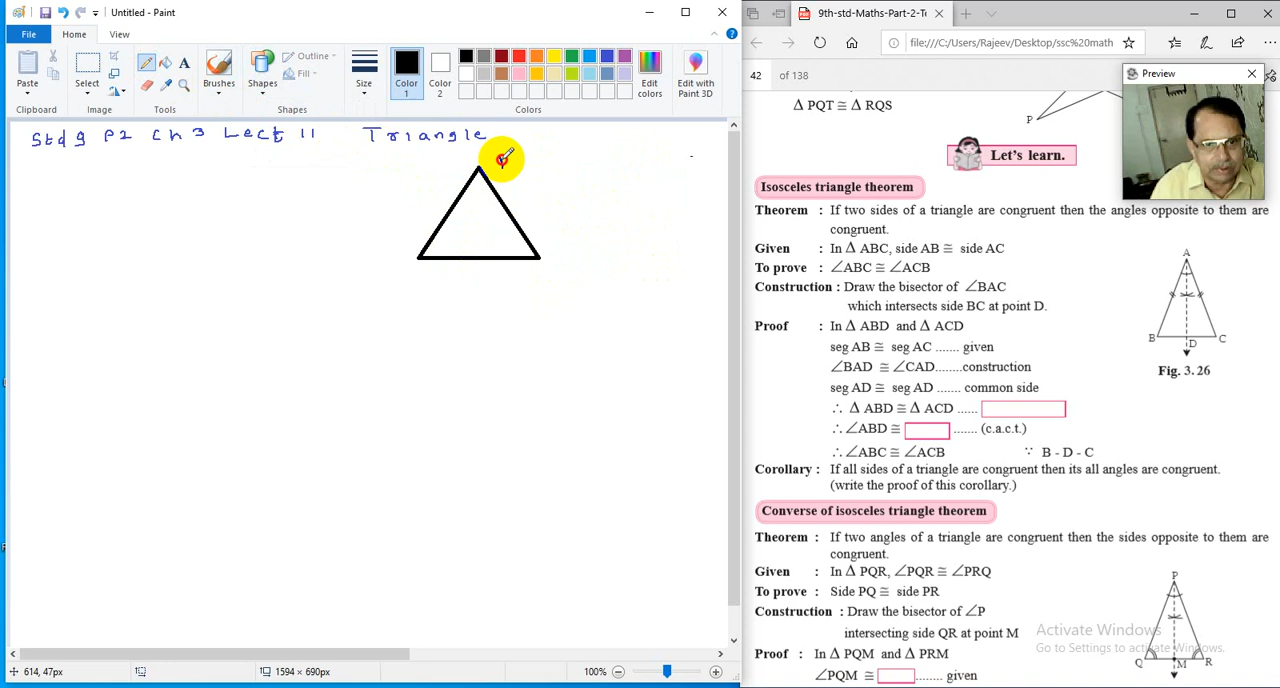 Untitled - Paint
File
Home
View
Paste
Select
Brushes
Shapes
Outline
Fill
Size
Color 1
Color 2
Edit colors
Edit with Paint 3D
Clipboard
Image
Tools
Shapes
Colors
Std 9 P2 Ch 3 Lect 11 Triangle
614, 47px
1594 × 690px
100%
9th-std-Maths-Part-2-Te
file:///C:/Users/Rajeev/Desktop/ssc%20math
42 of 138
Preview
Δ PQT ≅ Δ RQS
P
Let's learn.
Isosceles triangle theorem
Theorem : If two sides of a triangle are congruent then the angles opposite to them are
congruent.
Given : In Δ ABC, side AB ≅ side AC
To prove : ∠ABC ≅ ∠ACB
Construction : Draw the bisector of ∠BAC
which intersects side BC at point D.
Proof : In Δ ABD and Δ ACD
seg AB ≅ seg AC ....... given
∠BAD ≅ ∠CAD........construction
seg AD ≅ seg AD ....... common side
∴ Δ ABD ≅ Δ ACD ......
∴ ∠ABD ≅ ....... (c.a.c.t.)
∴ ∠ABC ≅ ∠ACB ∵ B - D - C
A
B
D
C
Fig. 3.26
Corollary : If all sides of a triangle are congruent then its all angles are congruent.
(write the proof of this corollary.)
Converse of isosceles triangle theorem
Theorem : If two angles of a triangle are congruent then the sides opposite to them are
congruent.
Given : In Δ PQR, ∠PQR ≅ ∠PRQ
To prove : Side PQ ≅ side PR
Construction : Draw the bisector of ∠P
intersecting side QR at point M
Proof : In Δ PQM and Δ PRM
∠PQM ≅ ........ given
P
Q
M
R
Activate Windows
Go to Settings to activate Windows.